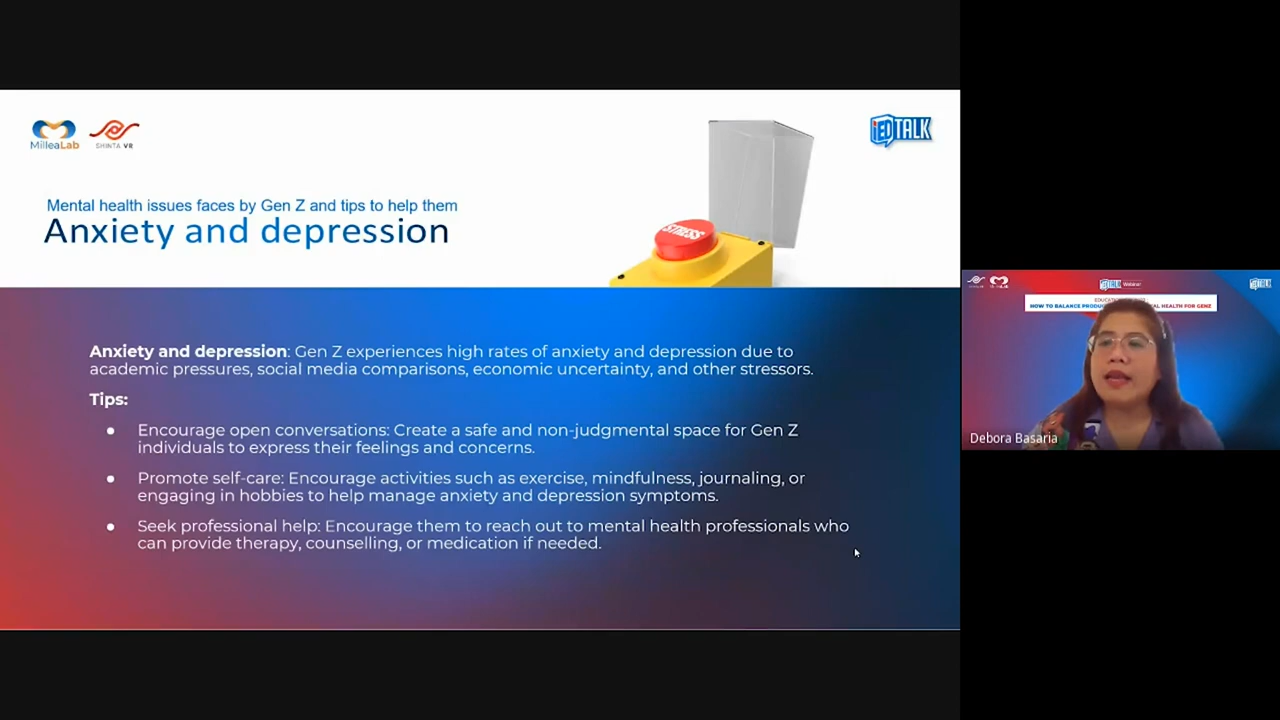 MilleaLab
SHINTA VR
iEDTALK
Mental health issues faces by Gen Z and tips to help them
Anxiety and depression
STRESS
Anxiety and depression: Gen Z experiences high rates of anxiety and depression due to
academic pressures, social media comparisons, economic uncertainty, and other stressors.
Tips:
● Encourage open conversations: Create a safe and non-judgmental space for Gen Z
individuals to express their feelings and concerns.
● Promote self-care: Encourage activities such as exercise, mindfulness, journaling, or
engaging in hobbies to help manage anxiety and depression symptoms.
● Seek professional help: Encourage them to reach out to mental health professionals who
can provide therapy, counselling, or medication if needed.
iEDTALK Webinar
iEDTALK
HOW TO BALANCE PRODU
AL HEALTH FOR GENZ
Debora Basaria